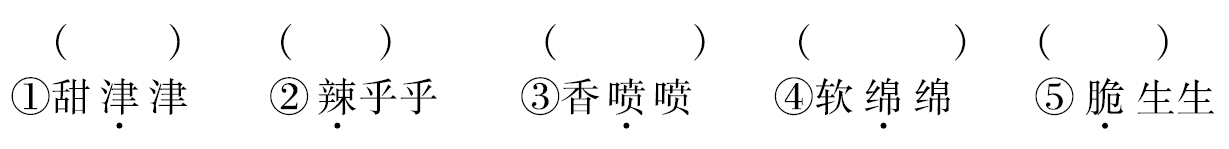 （　　）　（　　）　（　　）　（　　）　（　　）
①甜津津　②辣乎乎　③香喷喷　④软绵绵　⑤脆生生